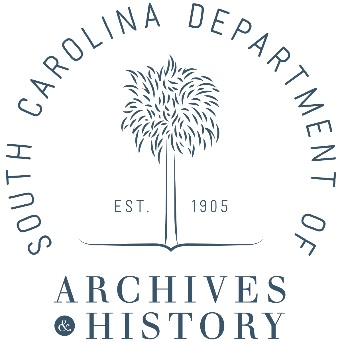 SOUTH CAROLINA DEPARTMENT OF
EST. 1905
ARCHIVES
& HISTORY